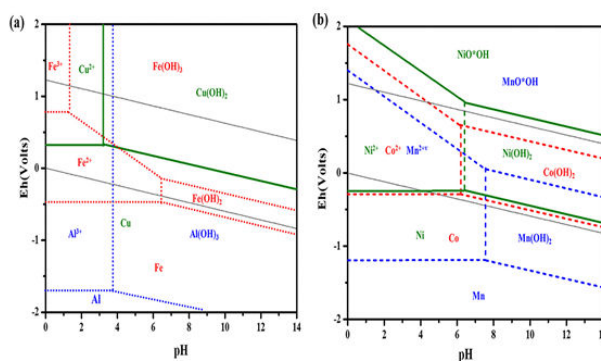 (a)
2
1
0
-1
-2
Eh(Volts)
0
2
4
6
8
10
12
14
pH
Fe³⁺
Cu²⁺
Fe(OH)₃
Cu(OH)₂
Fe²⁺
Fe(OH)₂
Cu
Al³⁺
Al(OH)₃
Fe
Al
(b)
2
1
0
-1
-2
Eh(Volts)
0
2
4
6
8
10
12
14
pH
NiO*OH
MnO*OH
Ni²⁺
Co²⁺
Ni(OH)₂
Co(OH)₂
Ni
Co
Mn(OH)₂
Mn